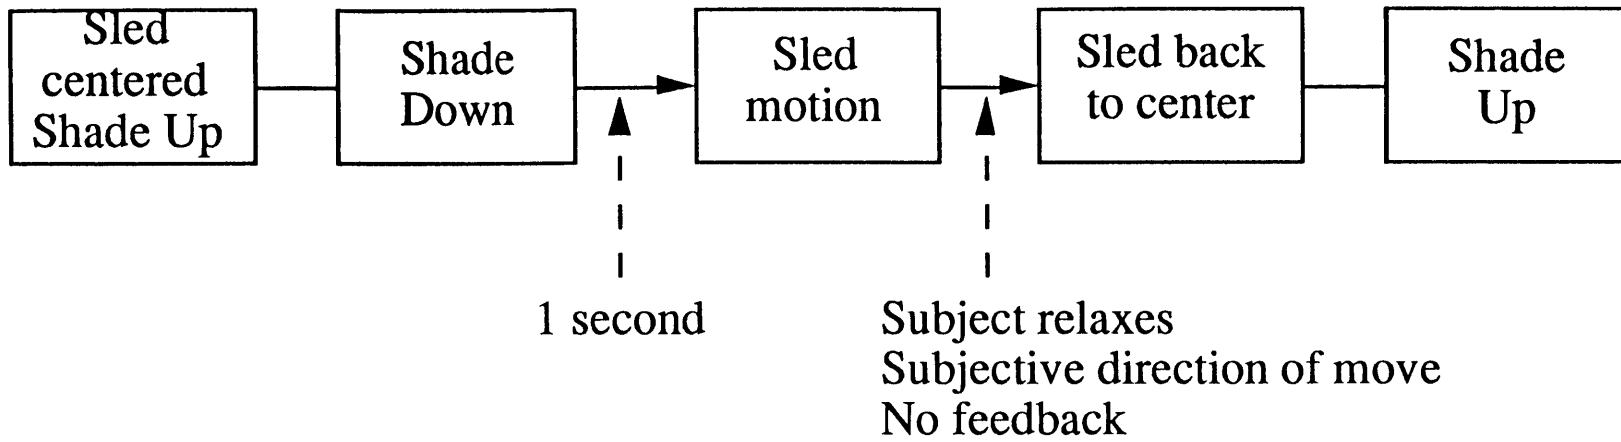 Sled
centered
Shade Up
Shade
Down
Sled
motion
Sled back
to center
Shade
Up
1 second
Subject relaxes
Subjective direction of move
No feedback